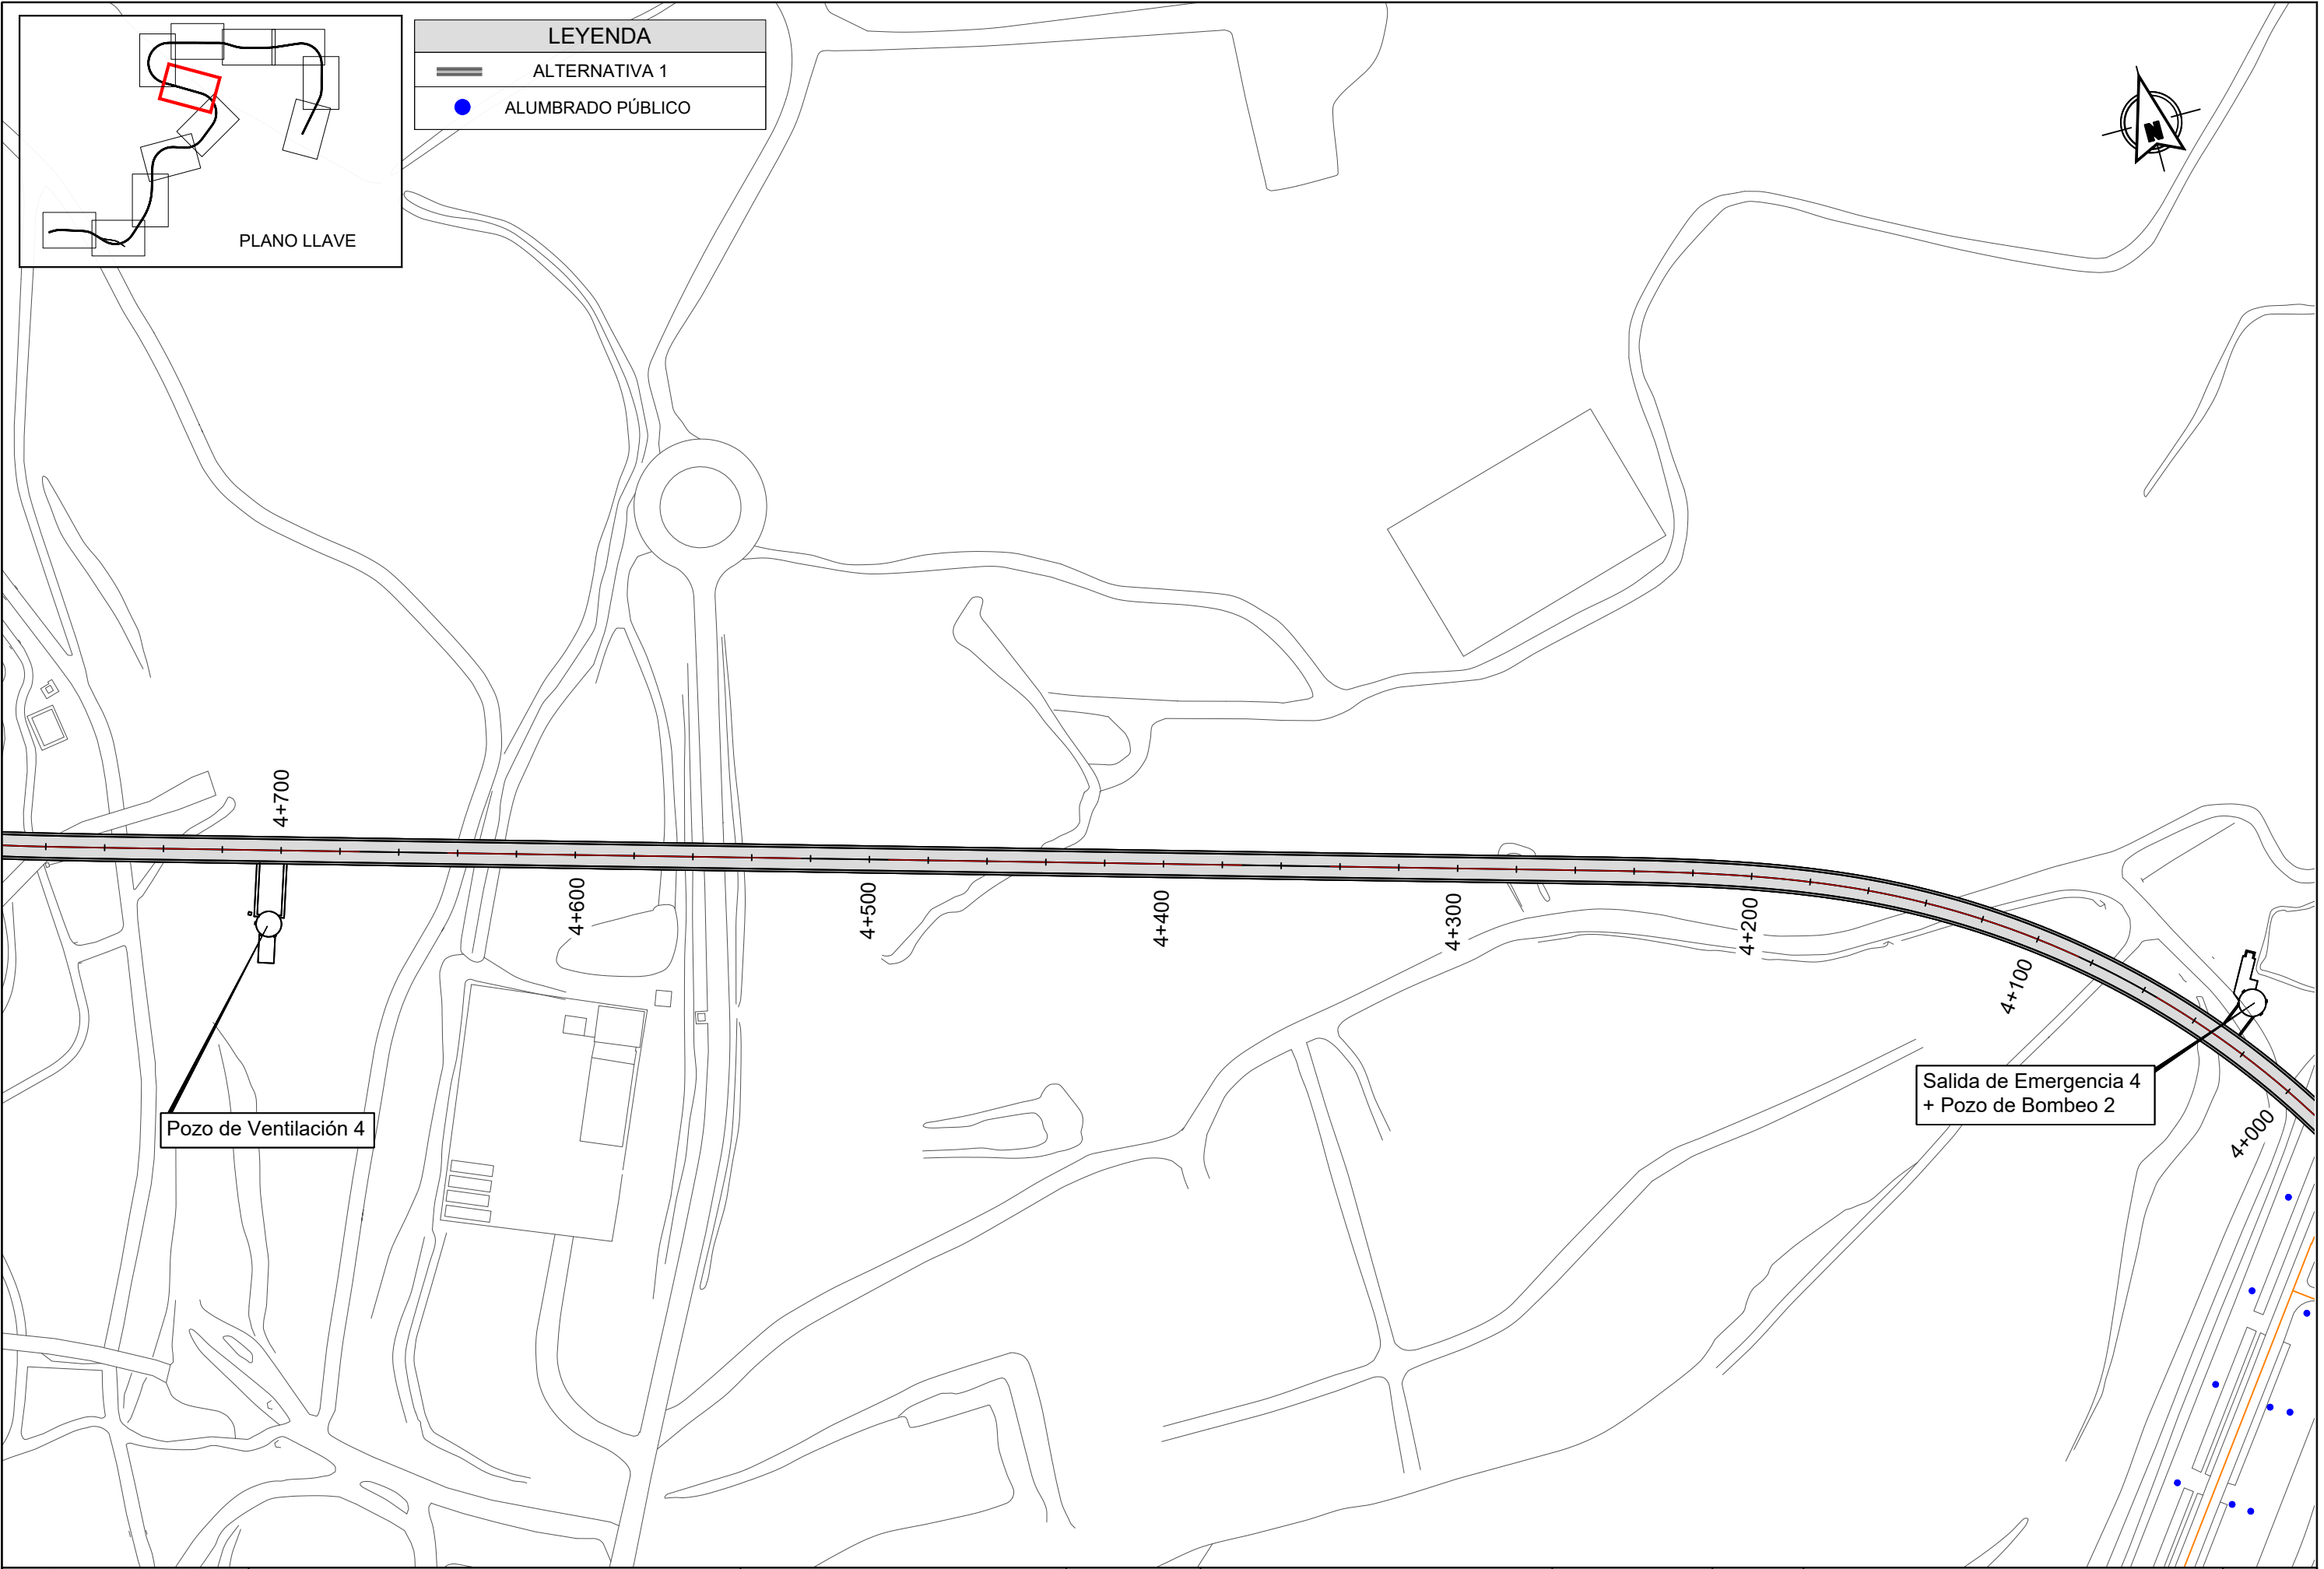 LEYENDA
ALTERNATIVA 1
ALUMBRADO PÚBLICO
PLANO LLAVE
N
4+700
4+600
4+500
4+400
4+300
4+200
4+100
4+000
Pozo de Ventilación 4
Salida de Emergencia 4
+ Pozo de Bombeo 2